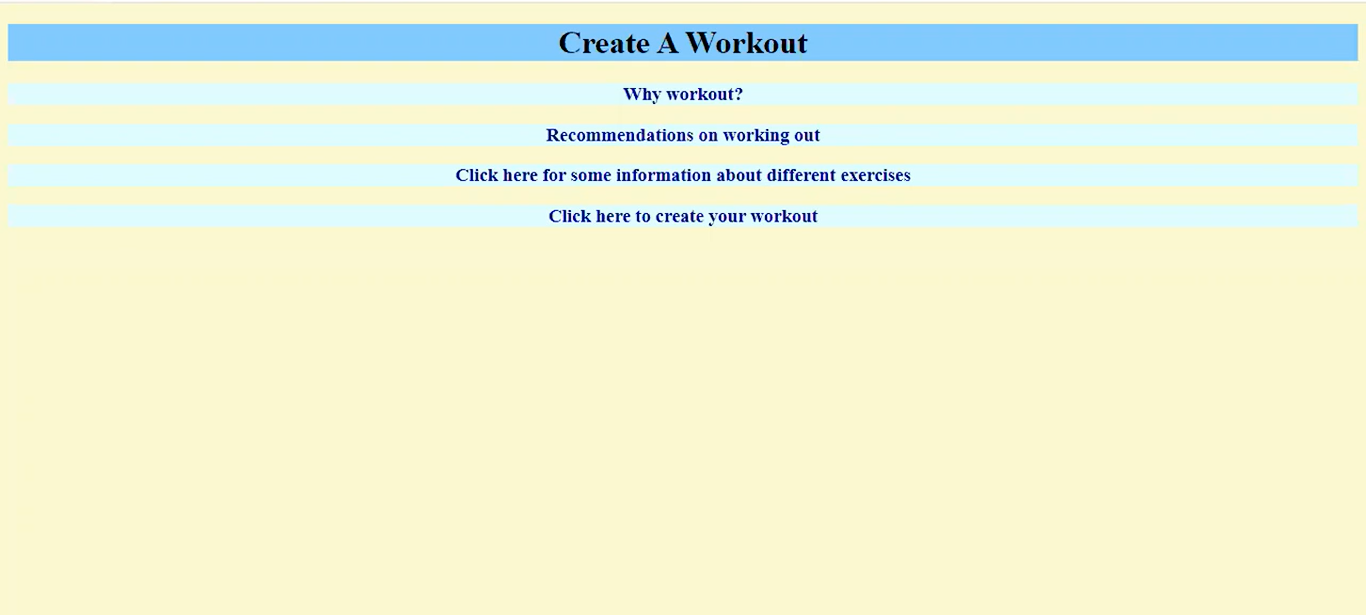 Create A Workout
Why workout?
Recommendations on working out
Click here for some information about different exercises
Click here to create your workout